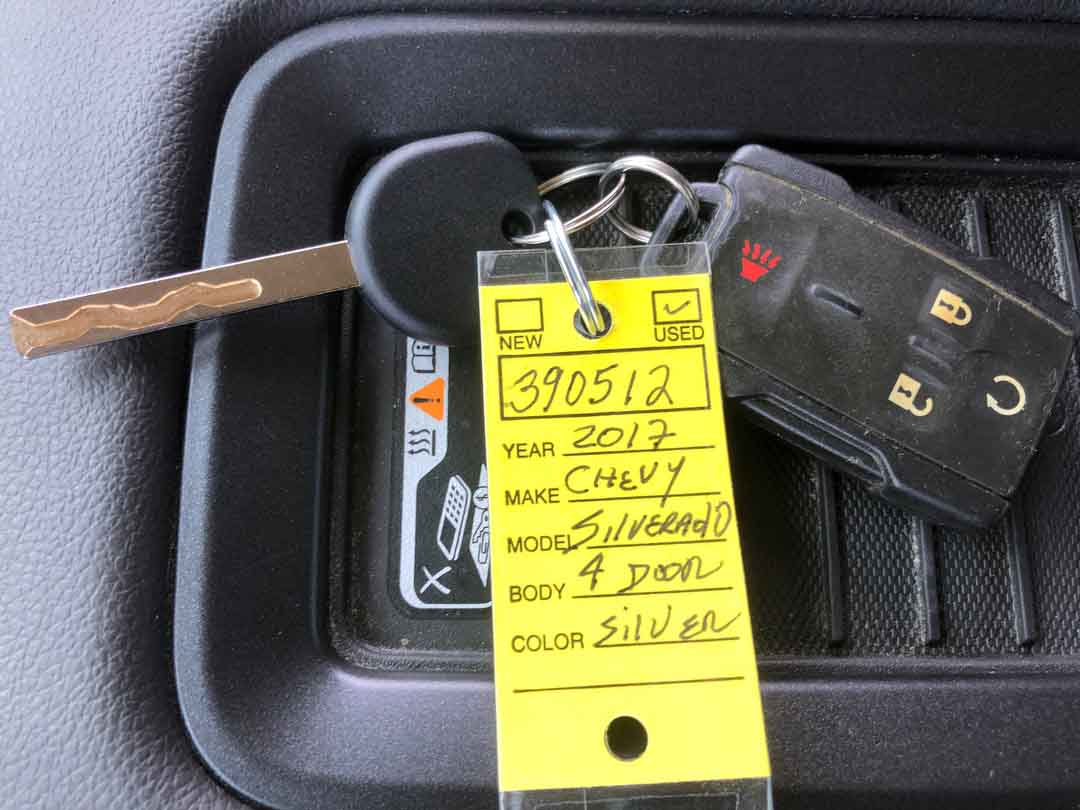 NEW USED
390512
YEAR 2017
MAKE CHEVY
MODEL SILVERADO
BODY 4 DOOR
COLOR SILVER
X